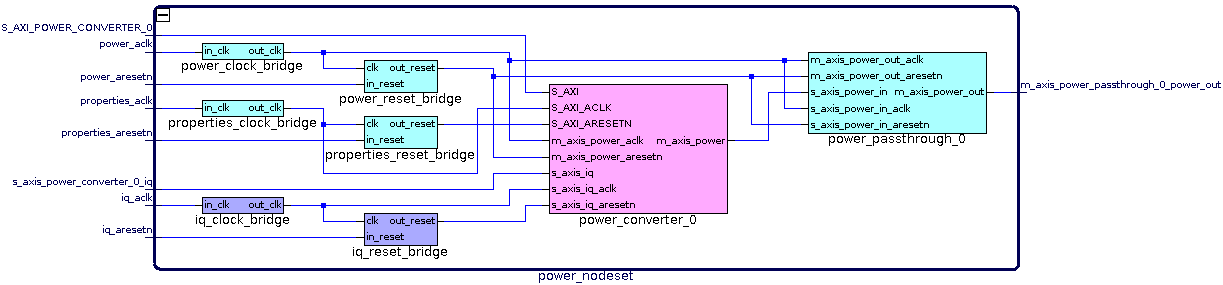 S_AXI_POWER_CONVERTER_0
power_aclk
power_aresetn
properties_aclk
properties_aresetn
s_axis_power_converter_0_iq
iq_aclk
iq_aresetn
in_clk out_clk
power_clock_bridge
clk out_reset
in_reset
power_reset_bridge
in_clk out_clk
properties_clock_bridge
clk out_reset
in_reset
properties_reset_bridge
in_clk out_clk
iq_clock_bridge
clk out_reset
in_reset
iq_reset_bridge
S_AXI
S_AXI_ACLK
S_AXI_ARESETN
m_axis_power_aclk m_axis_power
m_axis_power_aresetn
s_axis_iq
s_axis_iq_aclk
s_axis_iq_aresetn
power_converter_0
m_axis_power_out_aclk
m_axis_power_out_aresetn
s_axis_power_in m_axis_power_out
s_axis_power_in_aclk
s_axis_power_in_aresetn
power_passthrough_0
m_axis_power_passthrough_0_power_out
power_nodeset